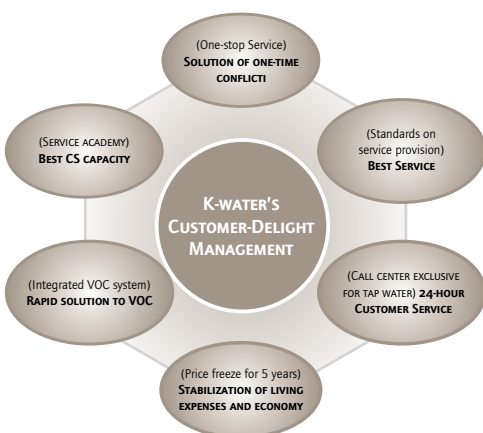 (One-stop Service)
Solution of one-time
conflicti
(Standards on
service provision)
Best Service
(Call center exclusive
for tap water) 24-hour
Customer Service
(Price freeze for 5 years)
Stabilization of living
expenses and economy
(Integrated VOC system)
Rapid solution to VOC
(Service academy)
Best CS capacity
K-water's
Customer-Delight
Management